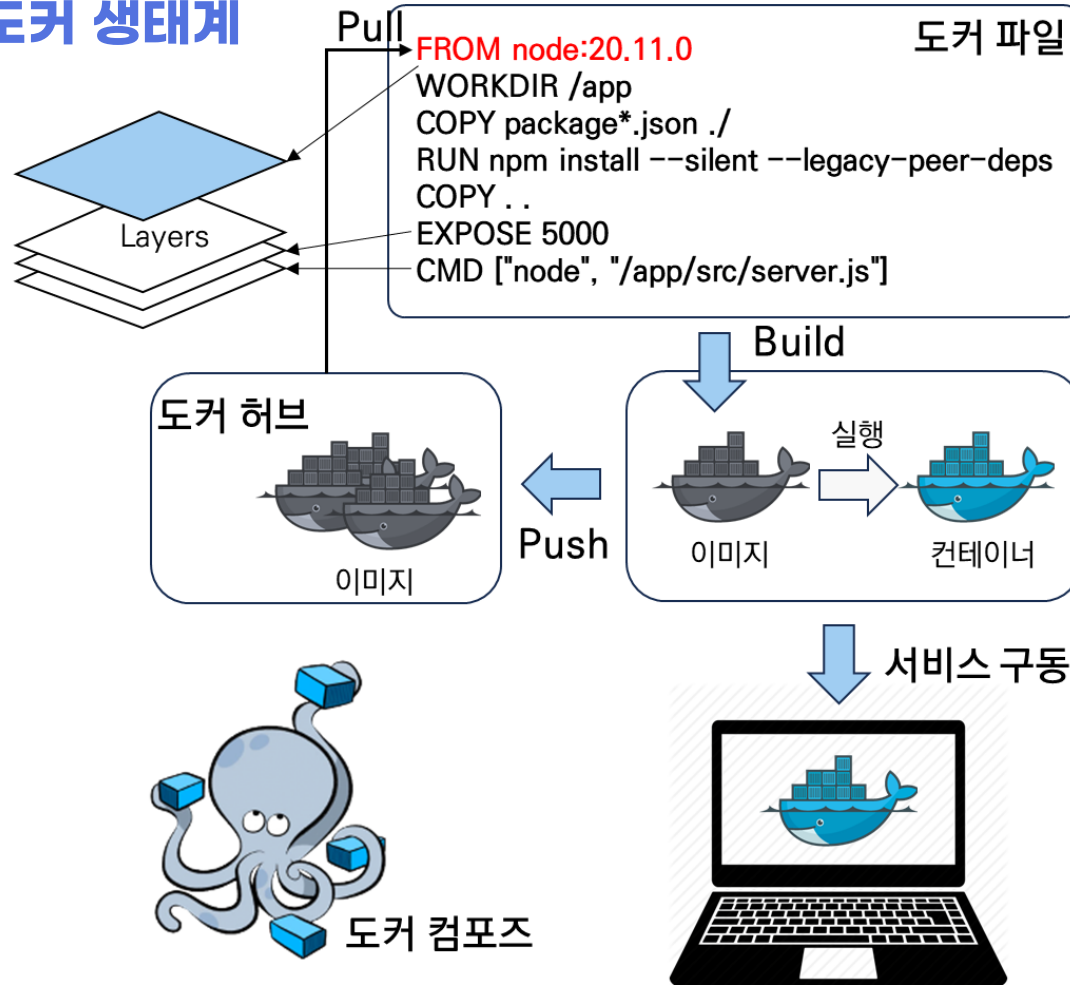 도커 생태계
Pull
도커 파일
FROM node:20.11.0
WORKDIR /app
COPY package*.json ./
RUN npm install --silent --legacy-peer-deps
COPY . .
EXPOSE 5000
CMD ["node", "/app/src/server.js"]
Layers
Build
도커 허브
이미지
Push
실행
이미지
컨테이너
서비스 구동
도커 컴포즈